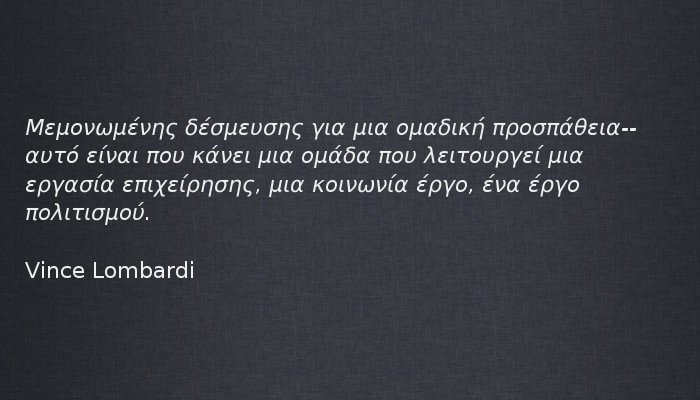 Μεμονωμένης δέσμευσης για μια ομαδική προσπάθεια--
αυτό είναι που κάνει μια ομάδα που λειτουργεί μια
εργασία επιχείρησης, μια κοινωνία έργο, ένα έργο
πολιτισμού.
Vince Lombardi